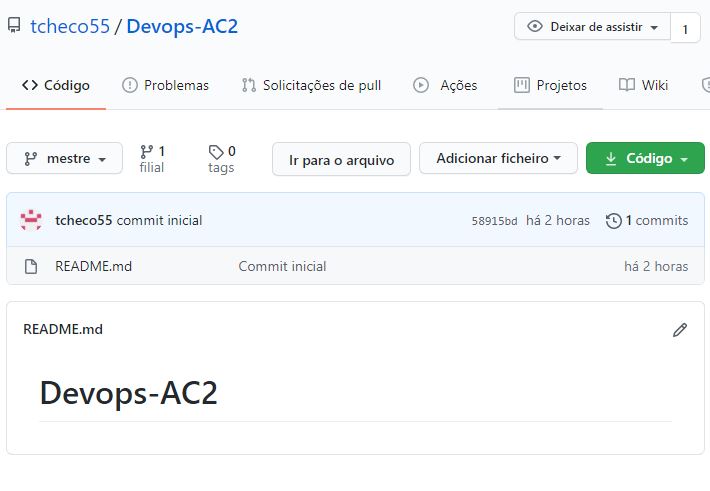 tcheco55 / Devops-AC2
Deixar de assistir 1
Código Problemas Solicitações de pull Ações Projetos Wiki
mestre 1 filial 0 tags Ir para o arquivo Adicionar ficheiro Código
tcheco55 commit inicial 58915bd há 2 horas 1 commits
README.md Commit inicial há 2 horas
README.md
Devops-AC2